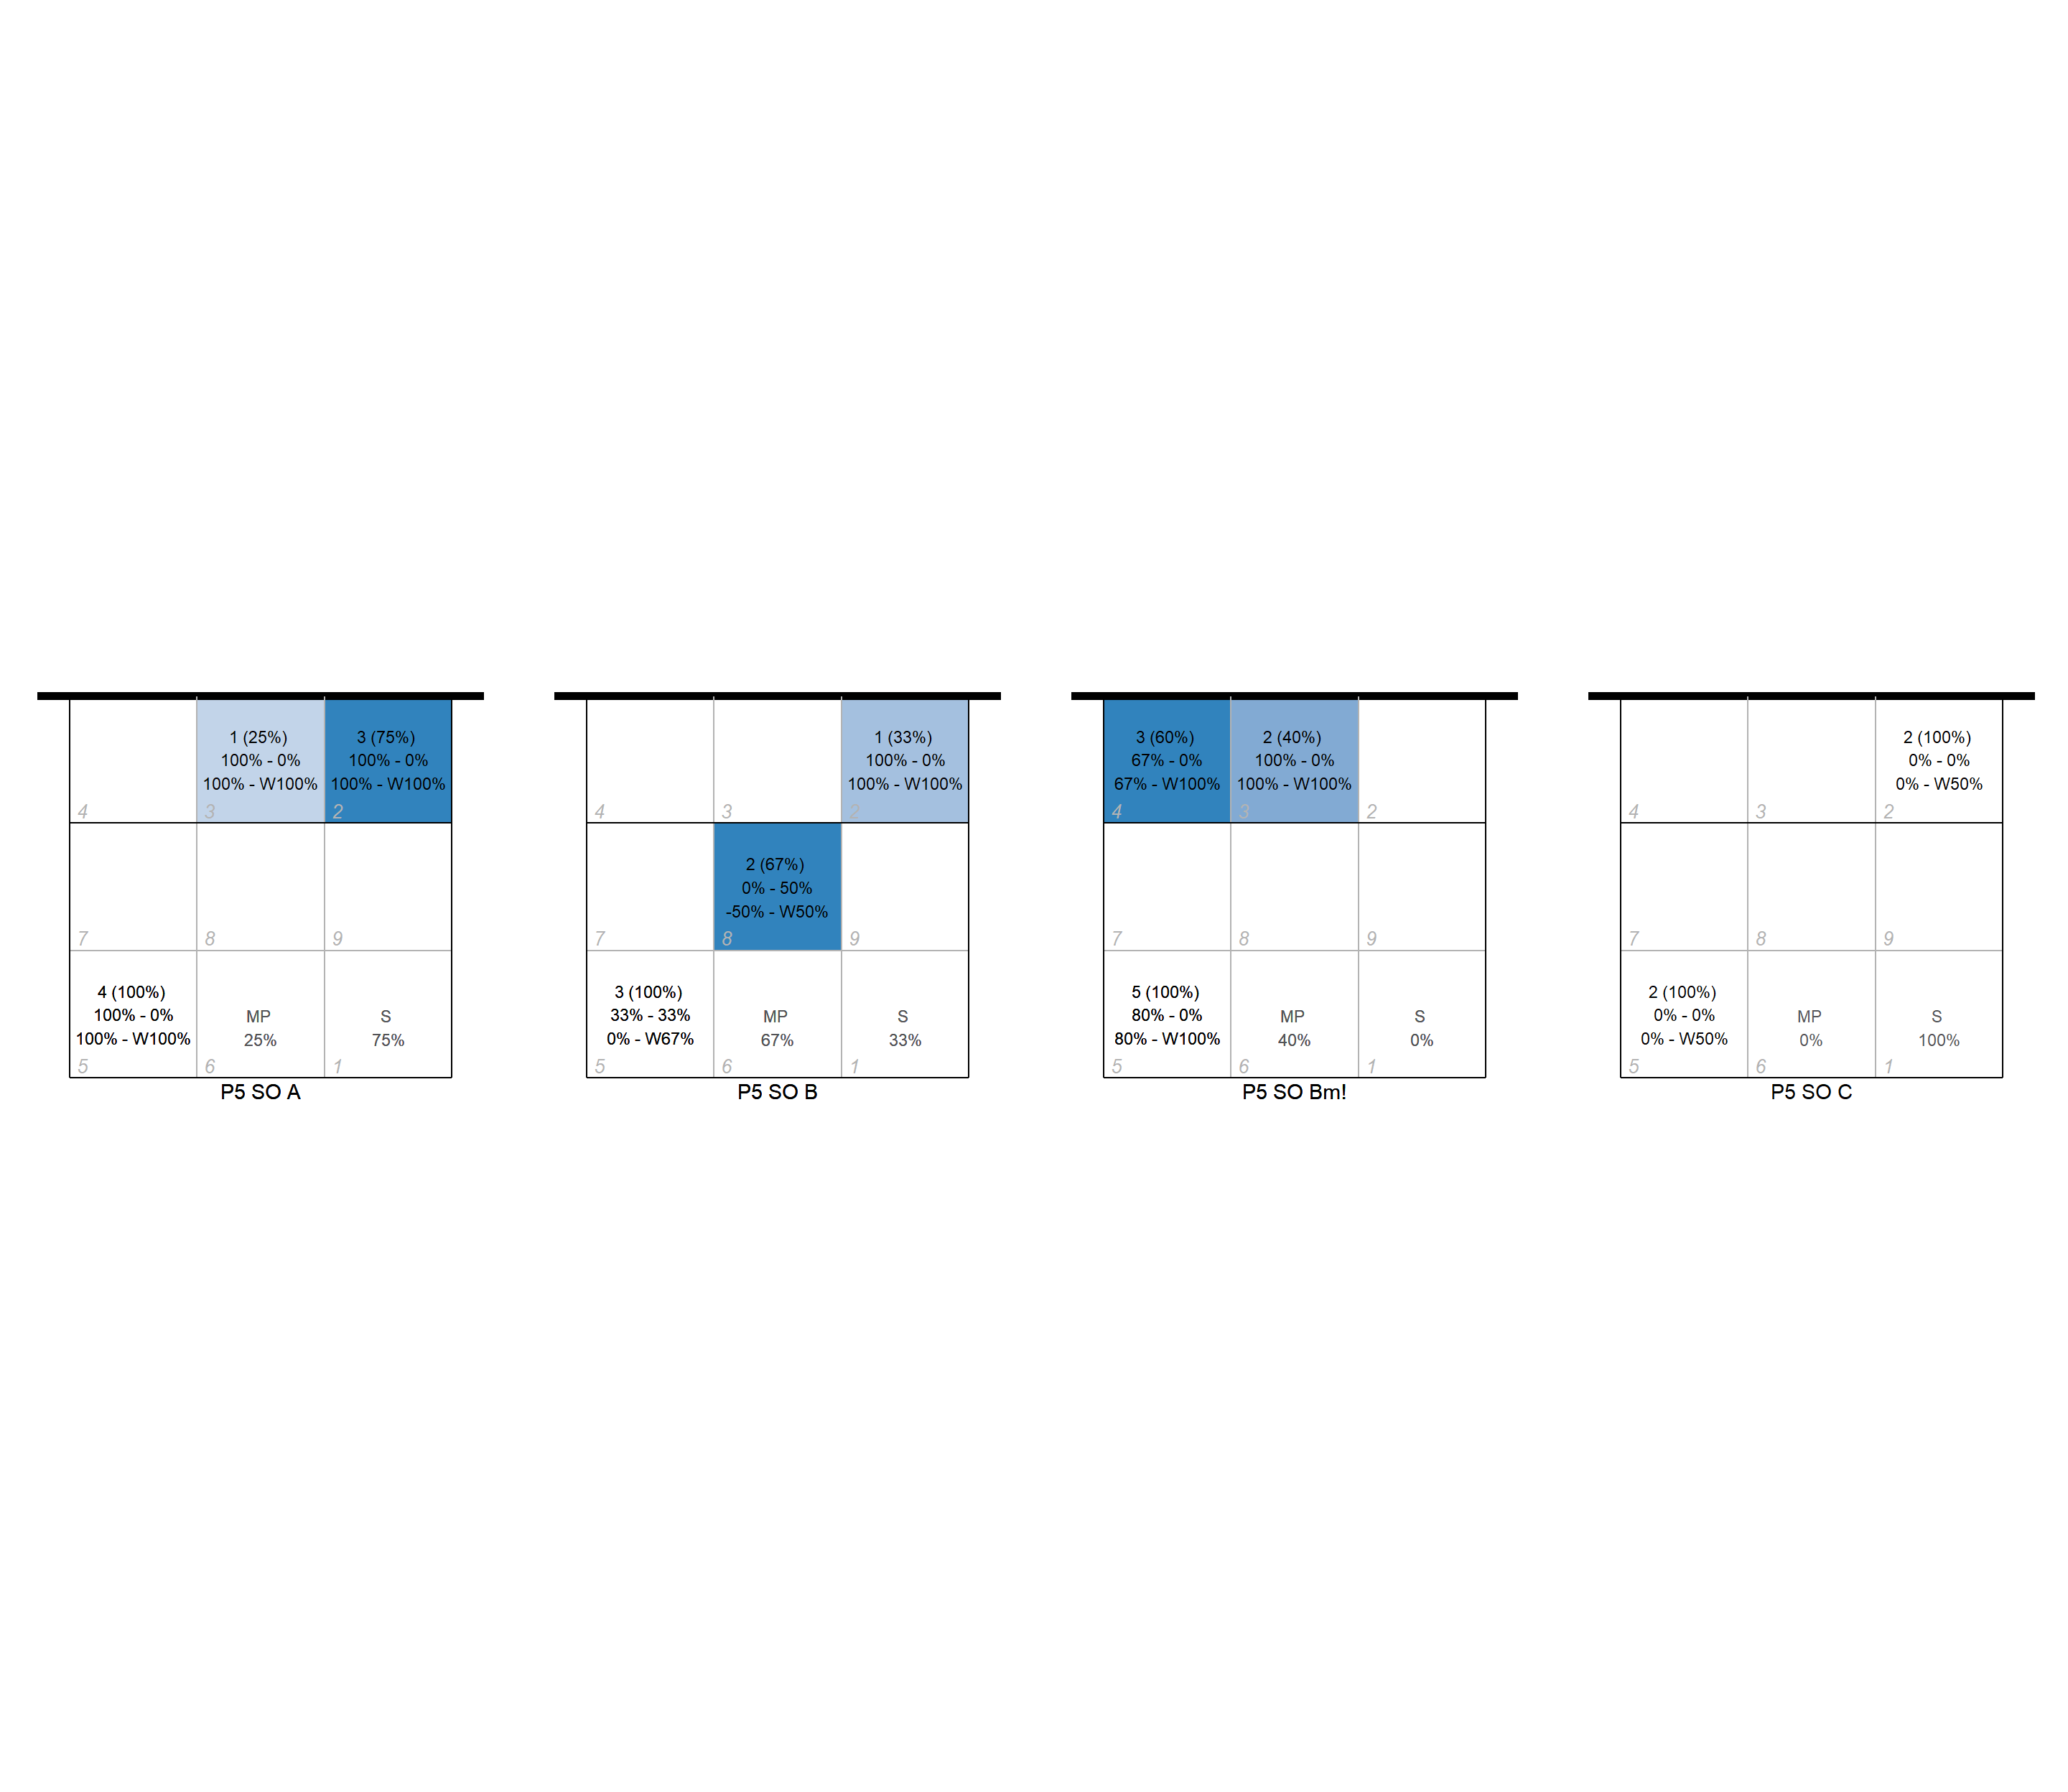 1 (25%)
100% - 0%
100% - W100%
3 (75%)
100% - 0%
100% - W100%
4
3
2
7
8
9
4 (100%)
100% - 0%
100% - W100%
MP
25%
S
75%
5
6
1
P5 SO A
1 (33%)
100% - 0%
100% - W100%
4
3
2
2 (67%)
0% - 50%
-50% - W50%
7
8
9
3 (100%)
33% - 33%
0% - W67%
MP
67%
S
33%
5
6
1
P5 SO B
3 (60%)
67% - 0%
67% - W100%
2 (40%)
100% - 0%
100% - W100%
4
3
2
7
8
9
5 (100%)
80% - 0%
80% - W100%
MP
40%
S
0%
5
6
1
P5 SO Bm!
2 (100%)
0% - 0%
0% - W50%
4
3
2
7
8
9
2 (100%)
0% - 0%
0% - W50%
MP
0%
S
100%
5
6
1
P5 SO C